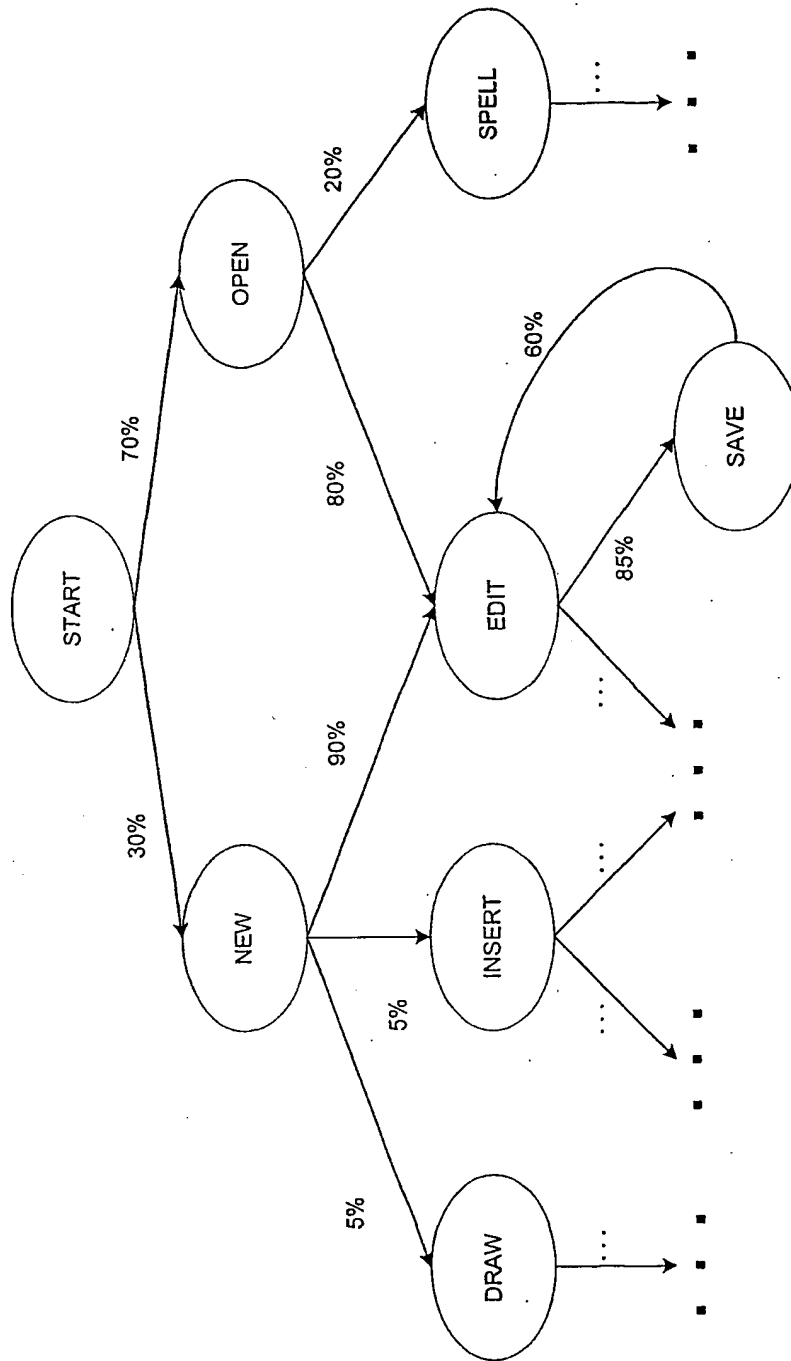 START
30%
70%
NEW
OPEN
5%
5%
90%
80%
20%
DRAW
INSERT
EDIT
SPELL
...
...
...
...
85%
60%
...
SAVE